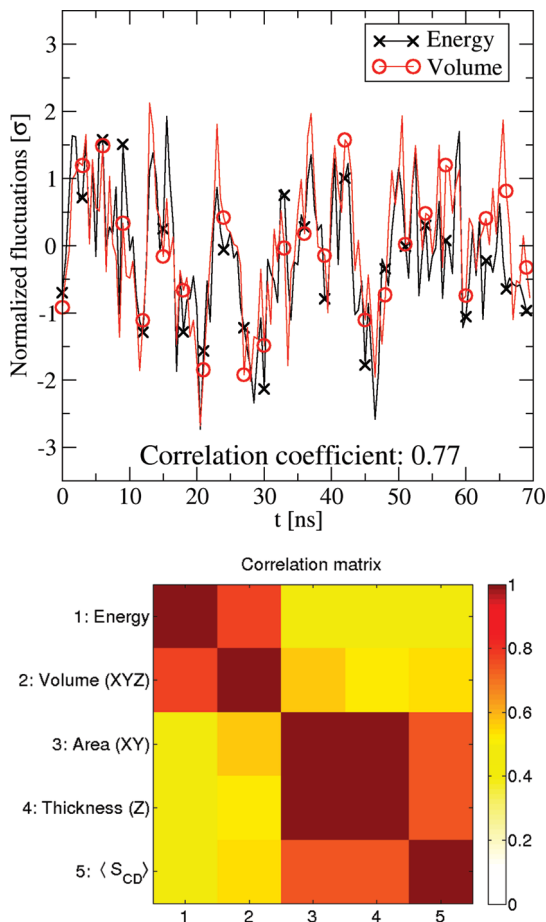 3
2
1
0
-1
-2
-3
Normalized fluctuations [σ]
Energy
Volume
Correlation coefficient: 0.77
0 10 20 30 40 50 60 70
t [ns]
Correlation matrix
1: Energy
2: Volume (XYZ)
3: Area (XY)
4: Thickness (Z)
5: ⟨ S_CD⟩
1 2 3 4 5
1
0.8
0.6
0.4
0.2
0